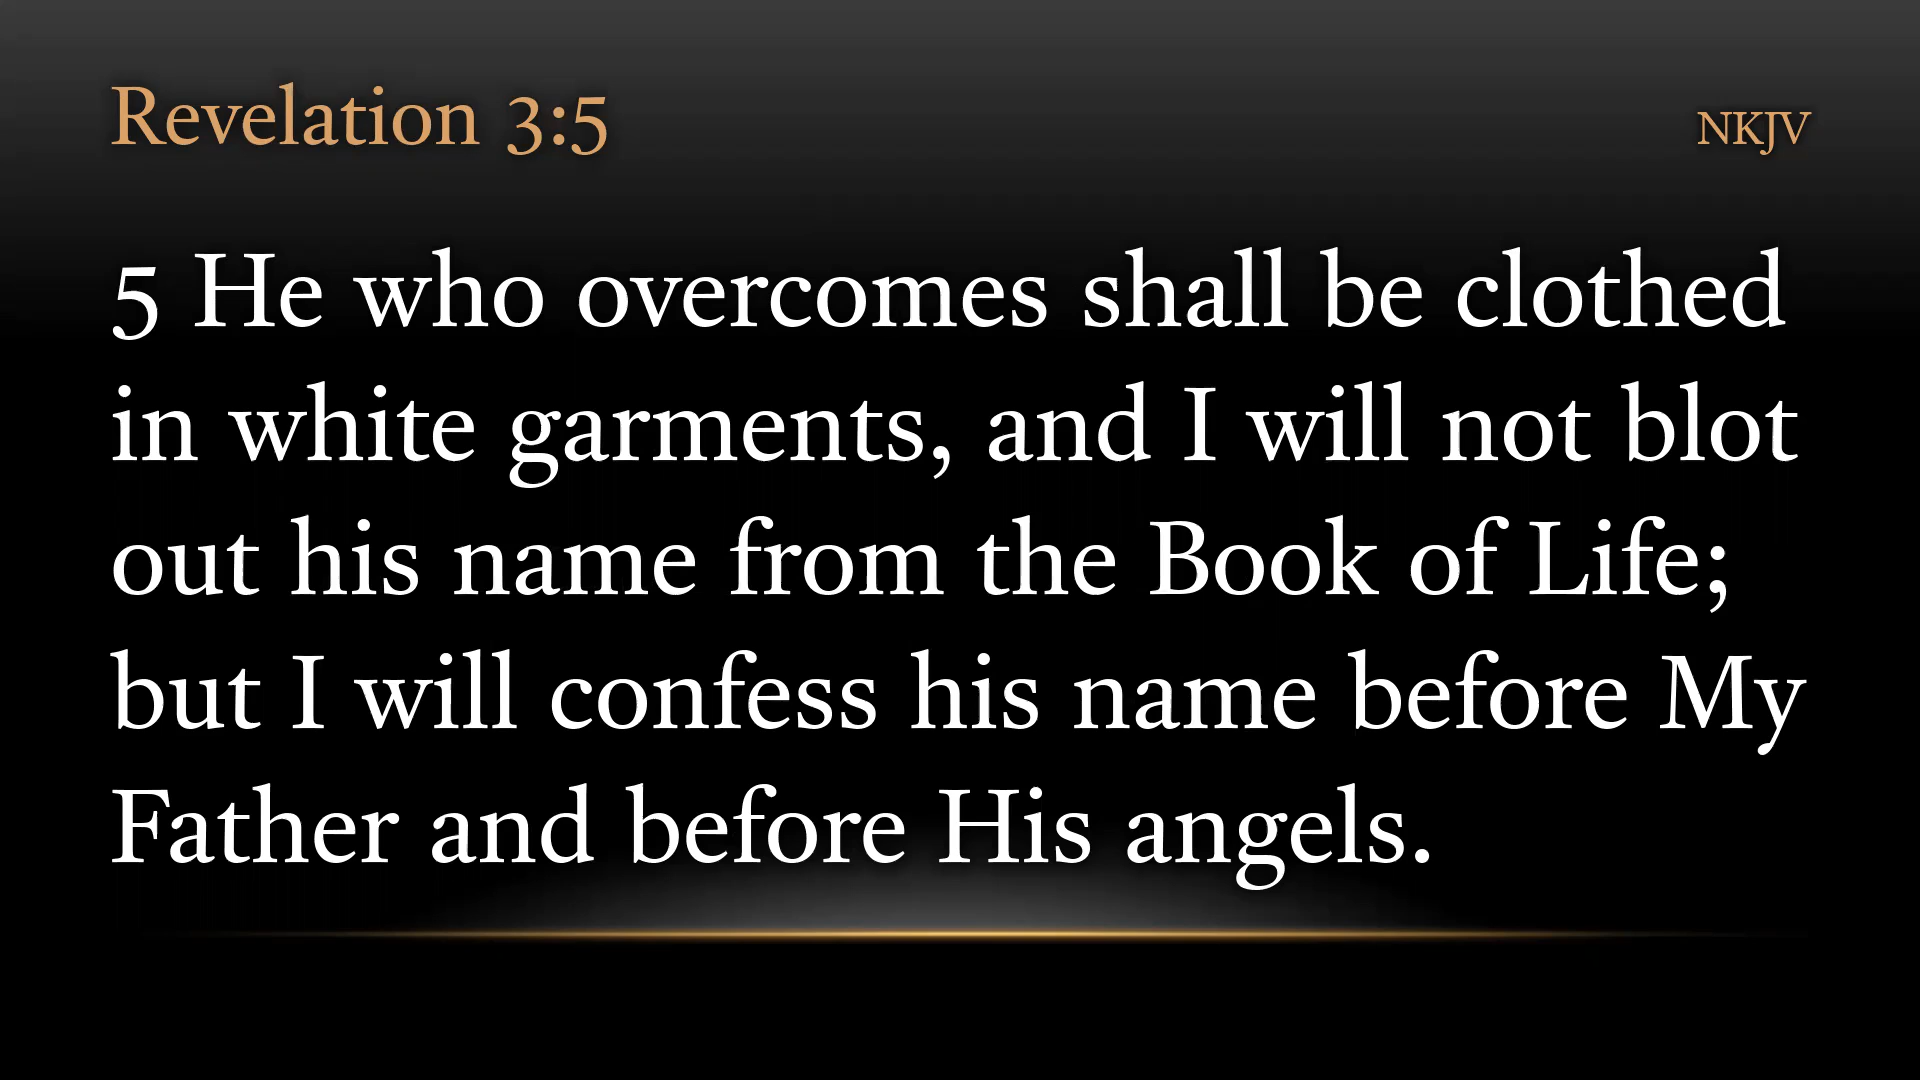 Revelation 3:5
NKJV
5 He who overcomes shall be clothed
in white garments, and I will not blot
out his name from the Book of Life;
but I will confess his name before My
Father and before His angels.